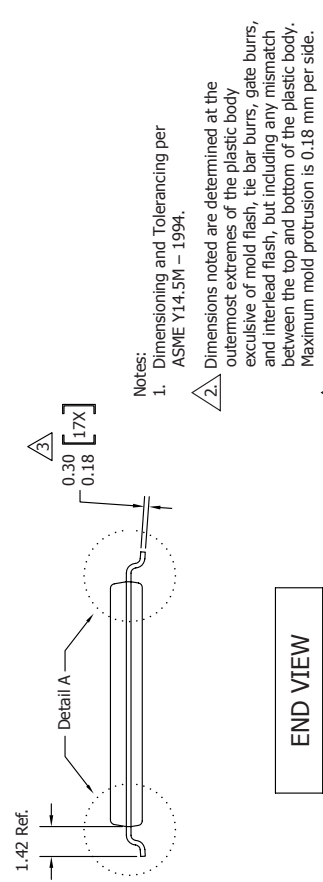 1.42 Ref.
Detail A
3
0.30
0.18
[17X]
Notes:
1. Dimensioning and Tolerancing per
ASME Y14.5M – 1994.
2. Dimensions noted are determined at the
outermost extremes of the plastic body
exculsive of mold flash, tie bar burrs, gate burrs,
and interlead flash, but including any mismatch
between the top and bottom of the plastic body.
Maximum mold protrusion is 0.18 mm per side.
END VIEW